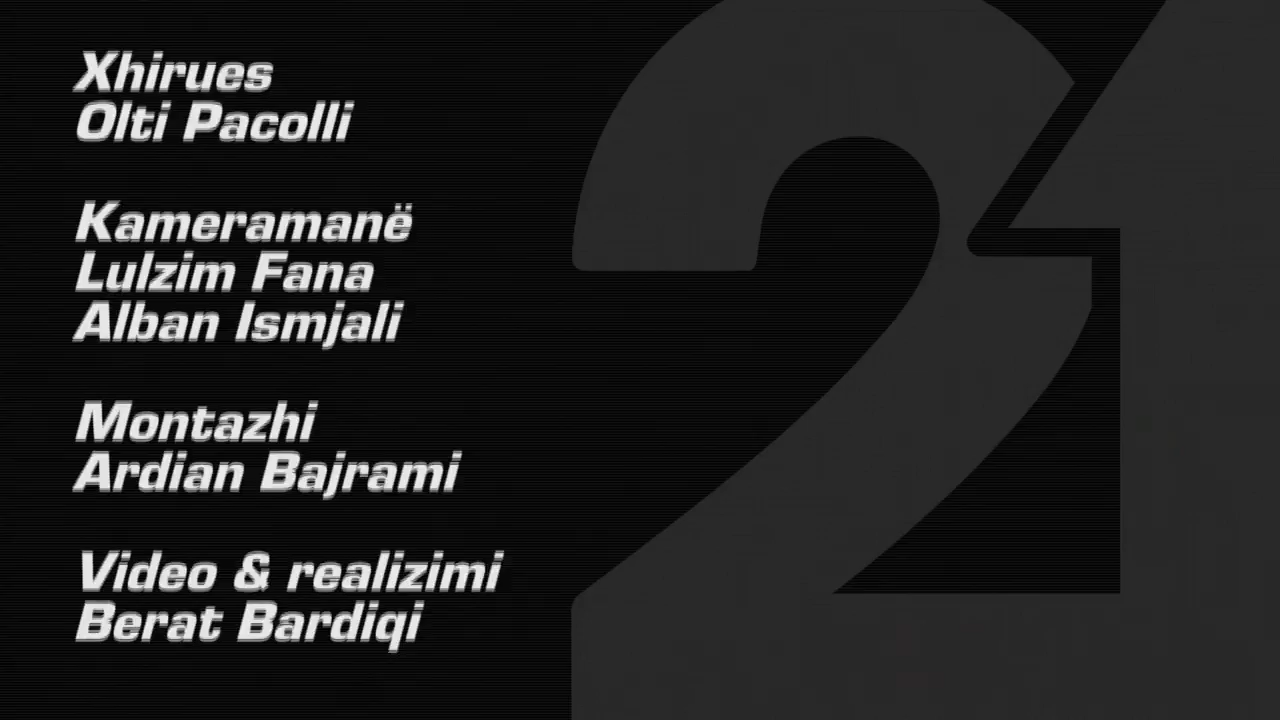 Xhirues
Olti Pacolli
Kameramanë
Lulzim Fana
Alban Ismjali
Montazhi
Ardian Bajrami
Video & realizimi
Berat Bardiqi
21